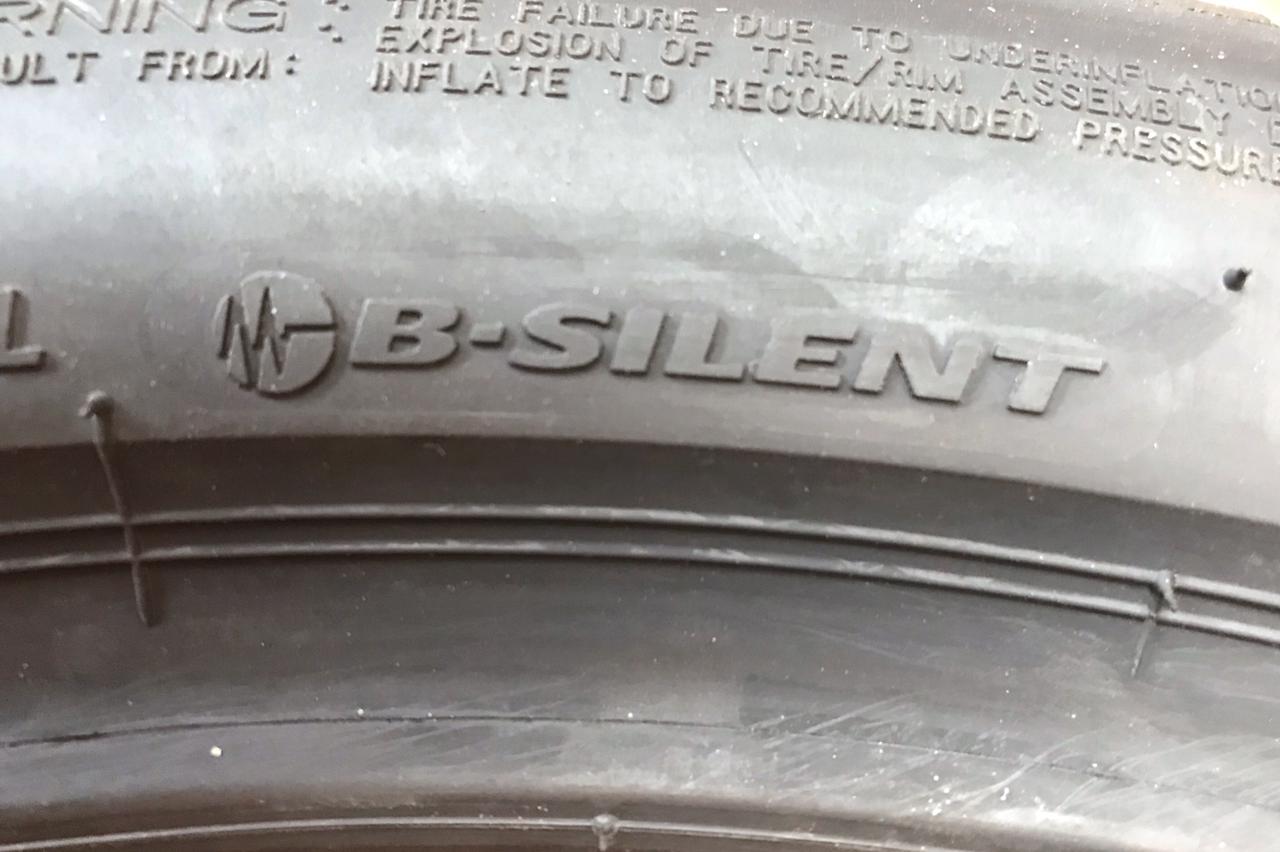 RNING :
ULT FROM:
TIRE FAILURE DUE TO UNDERINFLATIO
EXPLOSION OF TIRE/RIM ASSEMBLY
INFLATE TO RECOMMENDED PRESSURE
L
B-SILENT